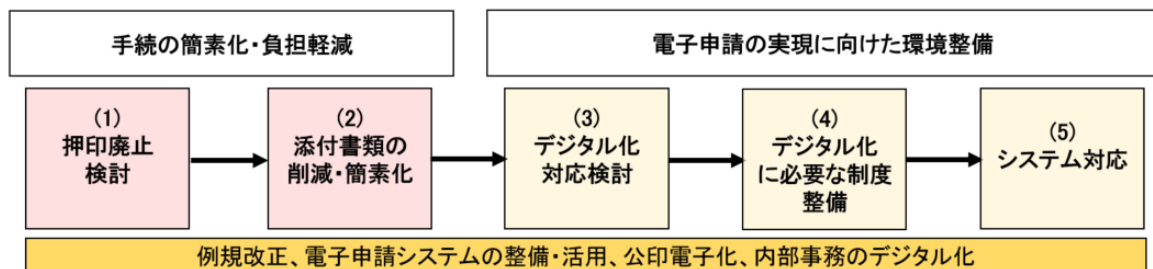 手続の簡素化・負担軽減
電子申請の実現に向けた環境整備
(1)
押印廃止
検討
(2)
添付書類の
削減・簡素化
(3)
デジタル化
対応検討
(4)
デジタル化
に必要な制度
整備
(5)
システム対応
例規改正、電子申請システムの整備・活用、公印電子化、内部事務のデジタル化